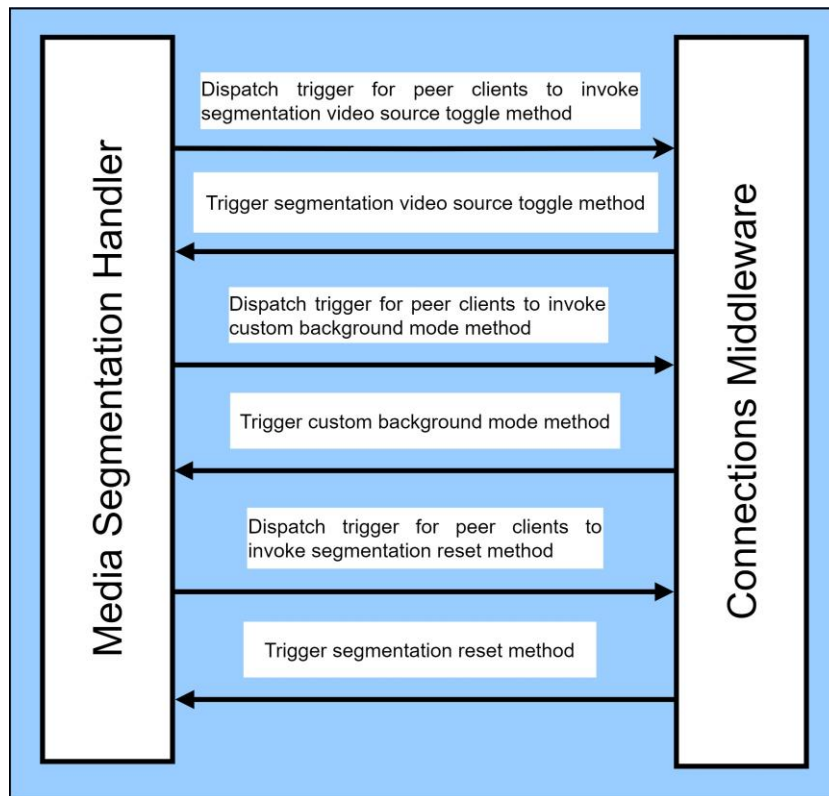 Media Segmentation Handler
Dispatch trigger for peer clients to invoke
segmentation video source toggle method
Trigger segmentation video source toggle method
Dispatch trigger for peer clients to invoke
custom background mode method
Trigger custom background mode method
Dispatch trigger for peer clients to
invoke segmentation reset method
Trigger segmentation reset method
Connections Middleware